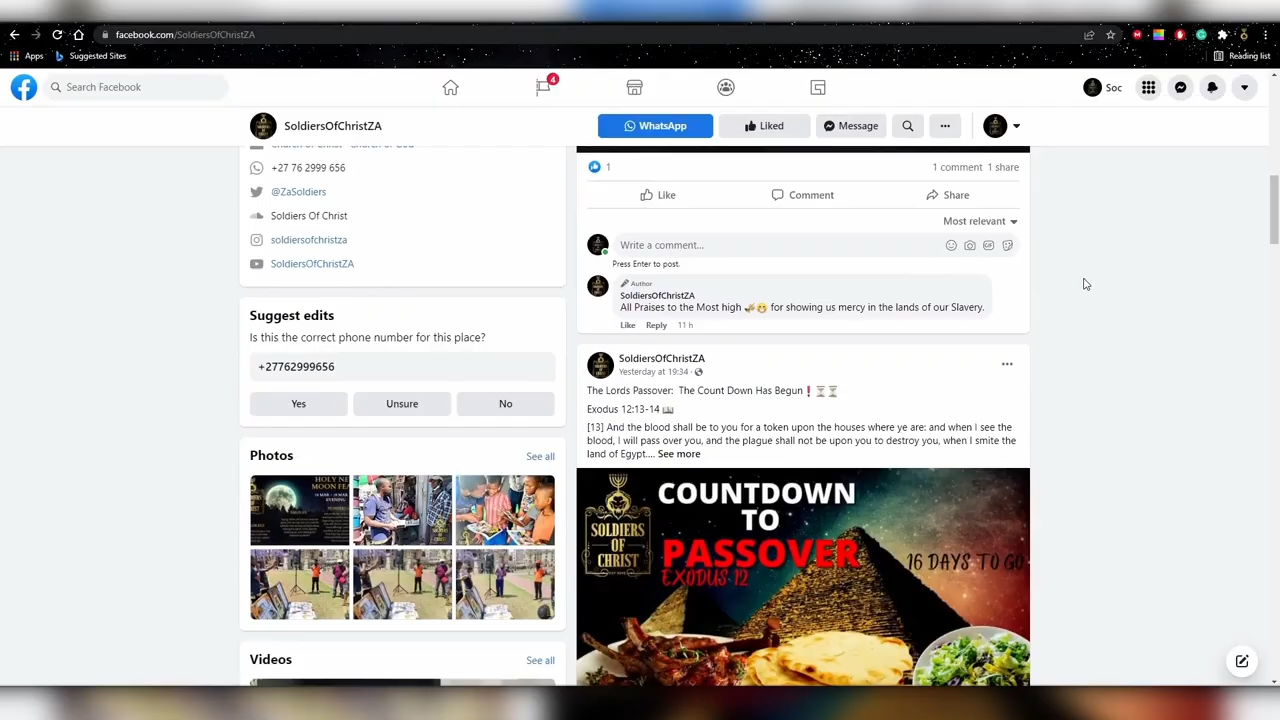 facebook.com/SoldiersOfChristZA
Apps
Suggested Sites
Reading list
Search Facebook
4
Soc
SoldiersOfChristZA
WhatsApp
Liked
Message
+27 76 2999 656
@ZaSoldiers
Soldiers Of Christ
soldiersofchristza
SoldiersOfChristZA
Suggest edits
Is this the correct phone number for this place?
+27762999656
Yes
Unsure
No
Photos
See all
Videos
See all
1
1 comment 1 share
Like
Comment
Share
Most relevant
Write a comment...
Press Enter to post.
Author
SoldiersOfChristZA
All Praises to the Most high 🎺😁 for showing us mercy in the lands of our Slavery.
Like Reply 11 h
SoldiersOfChristZA
Yesterday at 19:34 ·
The Lords Passover: The Count Down Has Begun❗⏳⏳
Exodus 12:13-14 📖
[13] And the blood shall be to you for a token upon the houses where ye are: and when I see the
blood, I will pass over you, and the plague shall not be upon you to destroy you, when I smite the
land of Egypt.... See more
SOLDIERS
OF
CHRIST
COUNTDOWN
TO
PASSOVER
EXODUS 12
16 DAYS TO GO